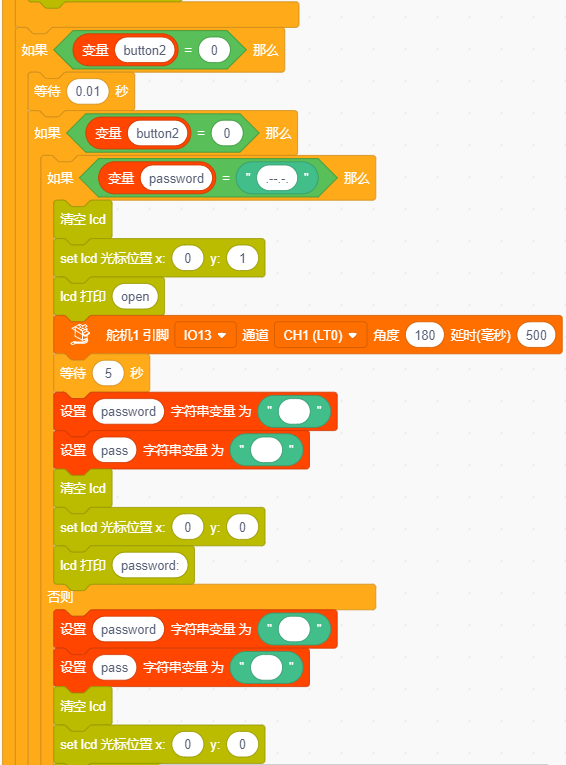 如果 变量 button2 = 0 那么
等待 0.01 秒
如果 变量 button2 = 0 那么
如果 变量 password = " .--.-. " 那么
清空 lcd
set lcd 光标位置 x: 0 y: 1
lcd 打印 open
舵机1 引脚 IO13 通道 CH1 (LT0) 角度 180 延时(毫秒) 500
等待 5 秒
设置 password 字符串变量 为 " "
设置 pass 字符串变量 为 " "
清空 lcd
set lcd 光标位置 x: 0 y: 0
lcd 打印 password:
否则
设置 password 字符串变量 为 " "
设置 pass 字符串变量 为 " "
清空 lcd
set lcd 光标位置 x: 0 y: 0